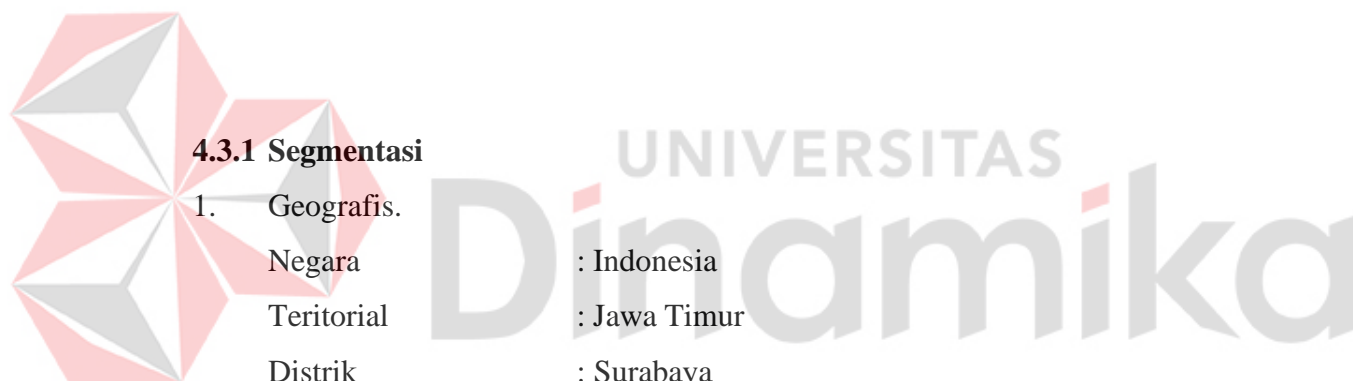 UNIVERSITAS
Dinamika
4.3.1 Segmentasi
1. Geografis.
Negara : Indonesia
Teritorial : Jawa Timur
Distrik : Surabaya